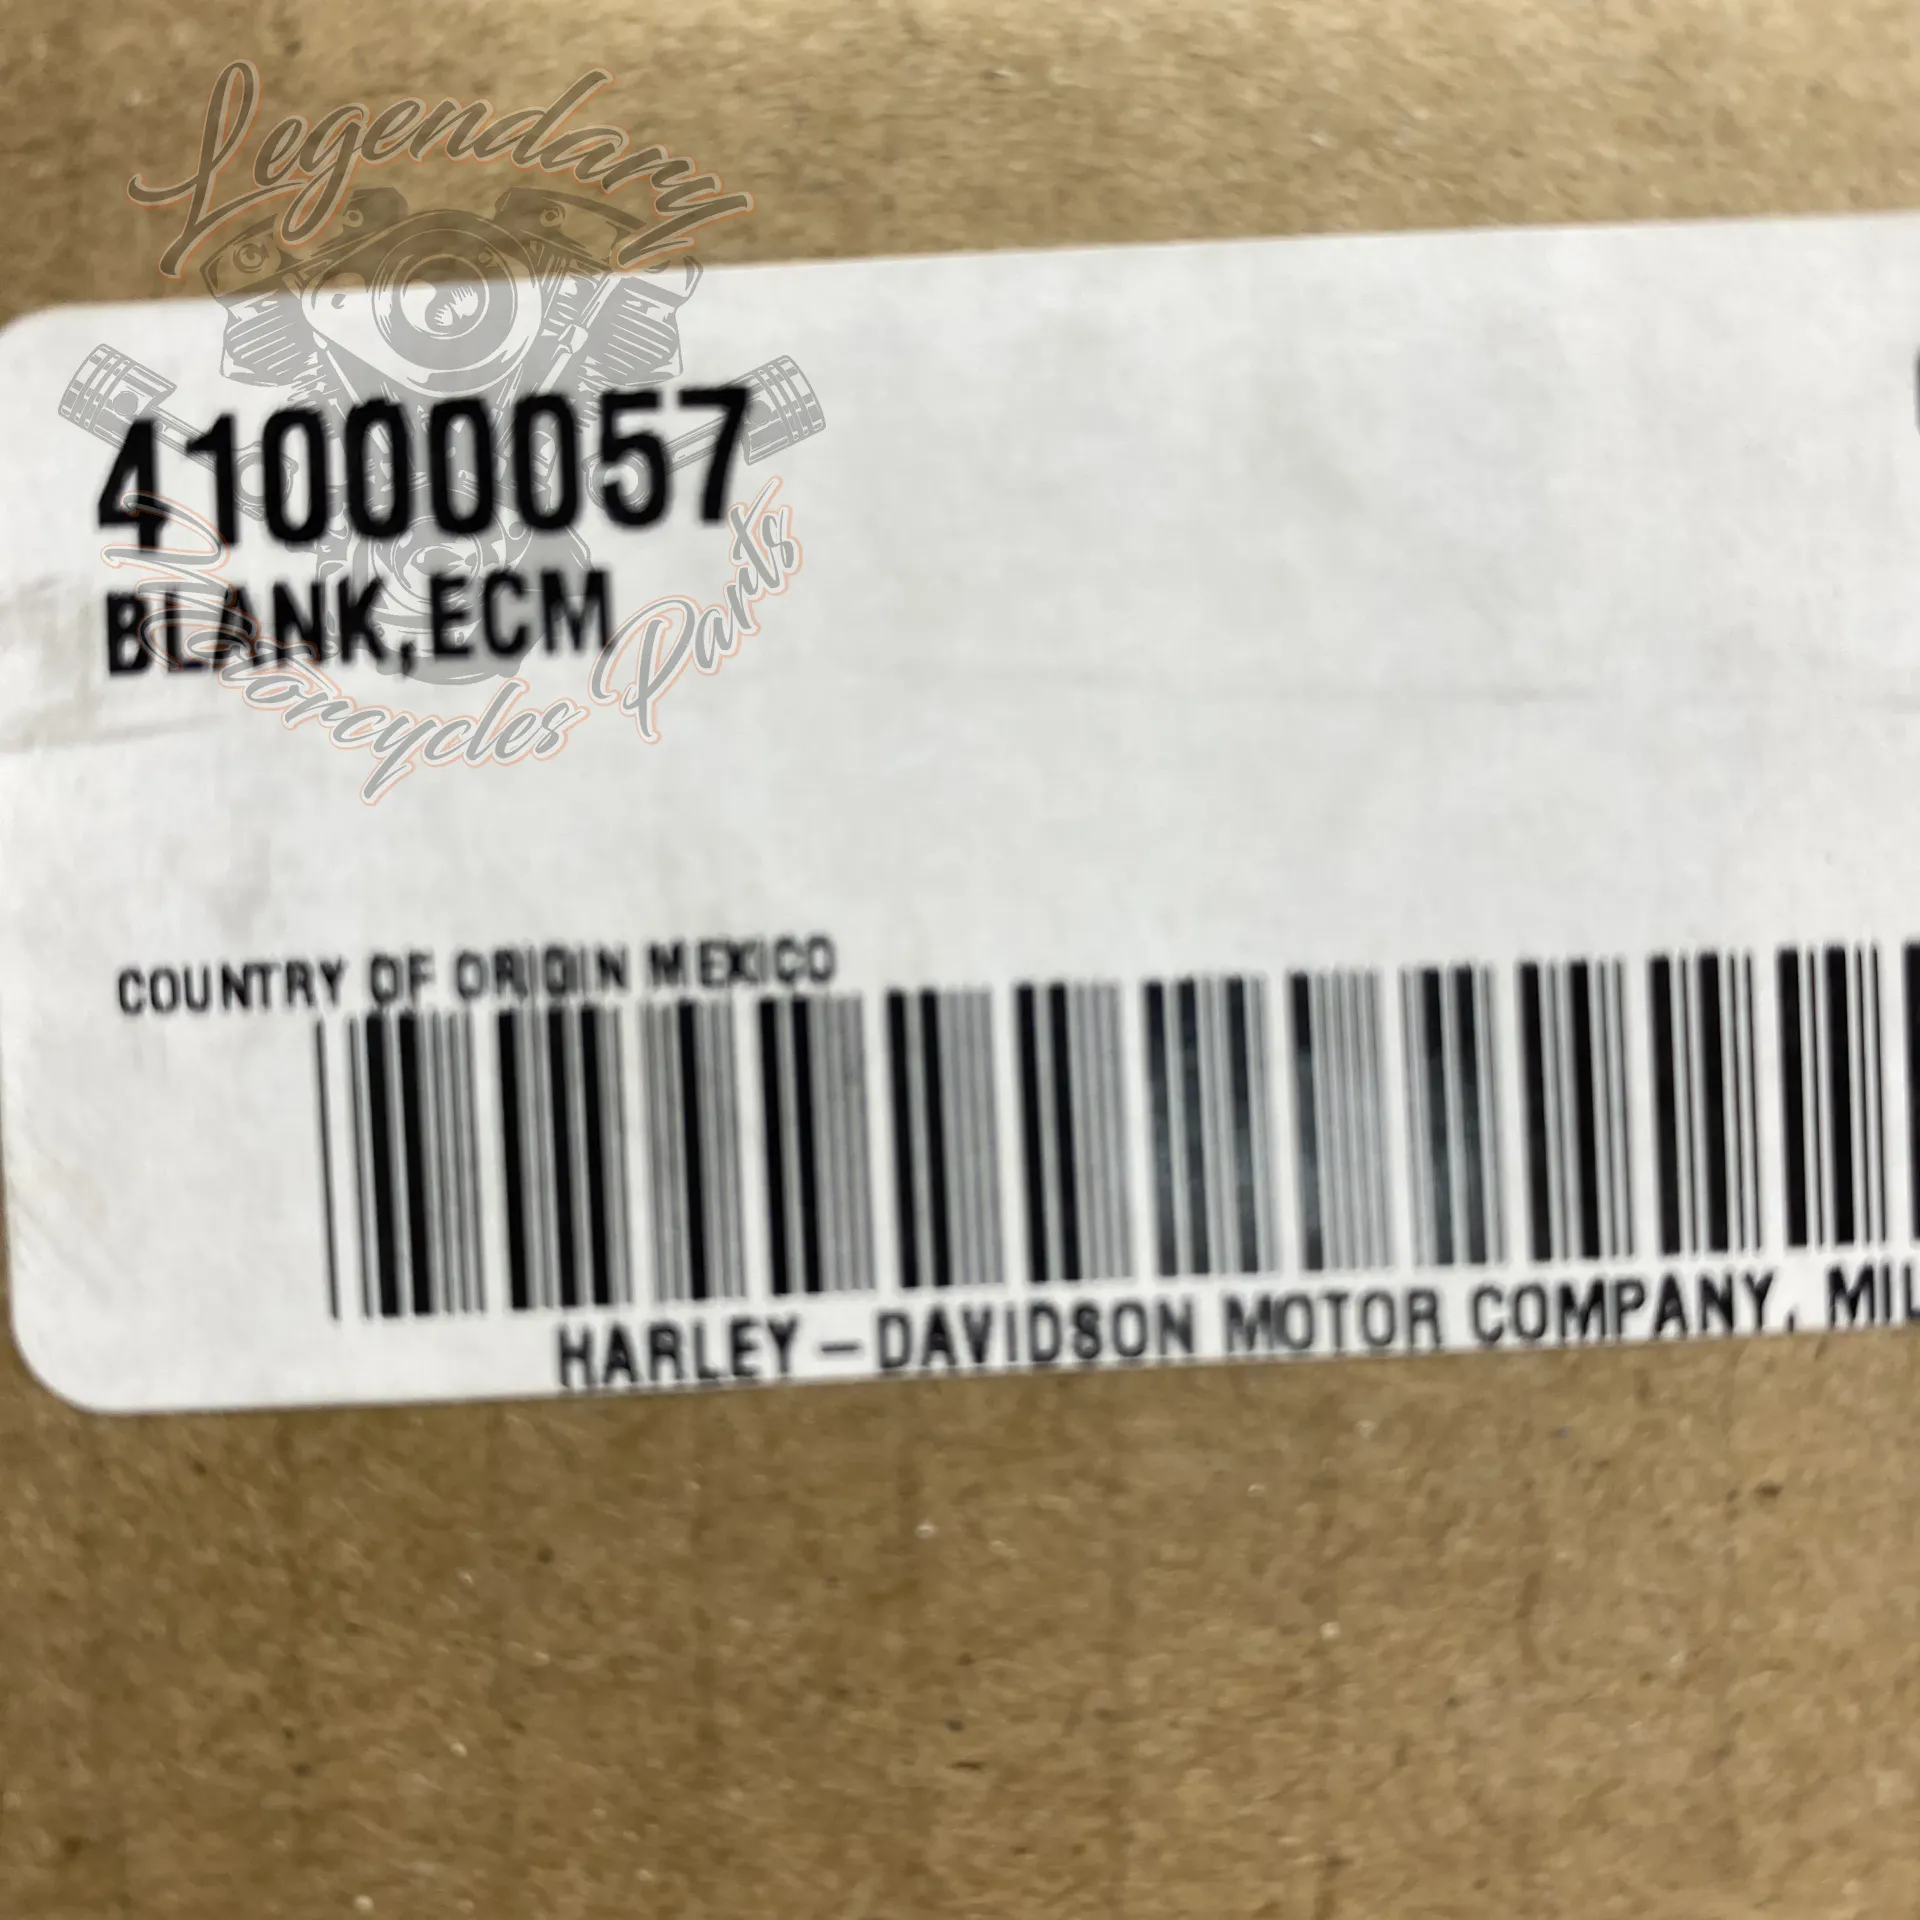 Legendary
41000057
BLANK,ECM
Motorcycles Parts
COUNTRY OF ORIGIN MEXICO
HARLEY-DAVIDSON MOTOR COMPANY, MIL